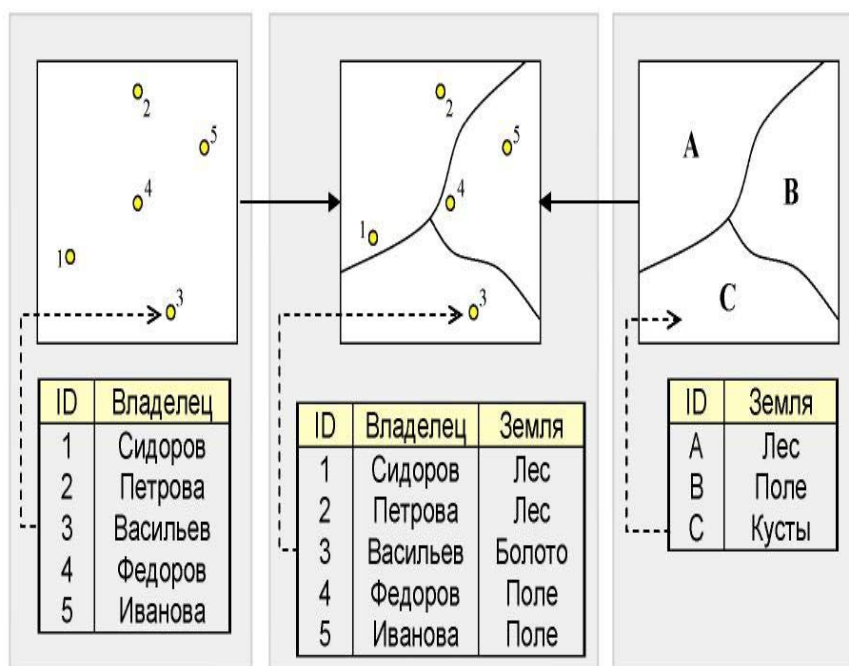 2
5
4
1
3
ID Владелец
1 Сидоров
2 Петрова
3 Васильев
4 Федоров
5 Иванова
2
5
4
1
3
ID Владелец Земля
1 Сидоров Лес
2 Петрова Лес
3 Васильев Болото
4 Федоров Поле
5 Иванова Поле
A
B
C
ID Земля
A Лес
B Поле
C Кусты